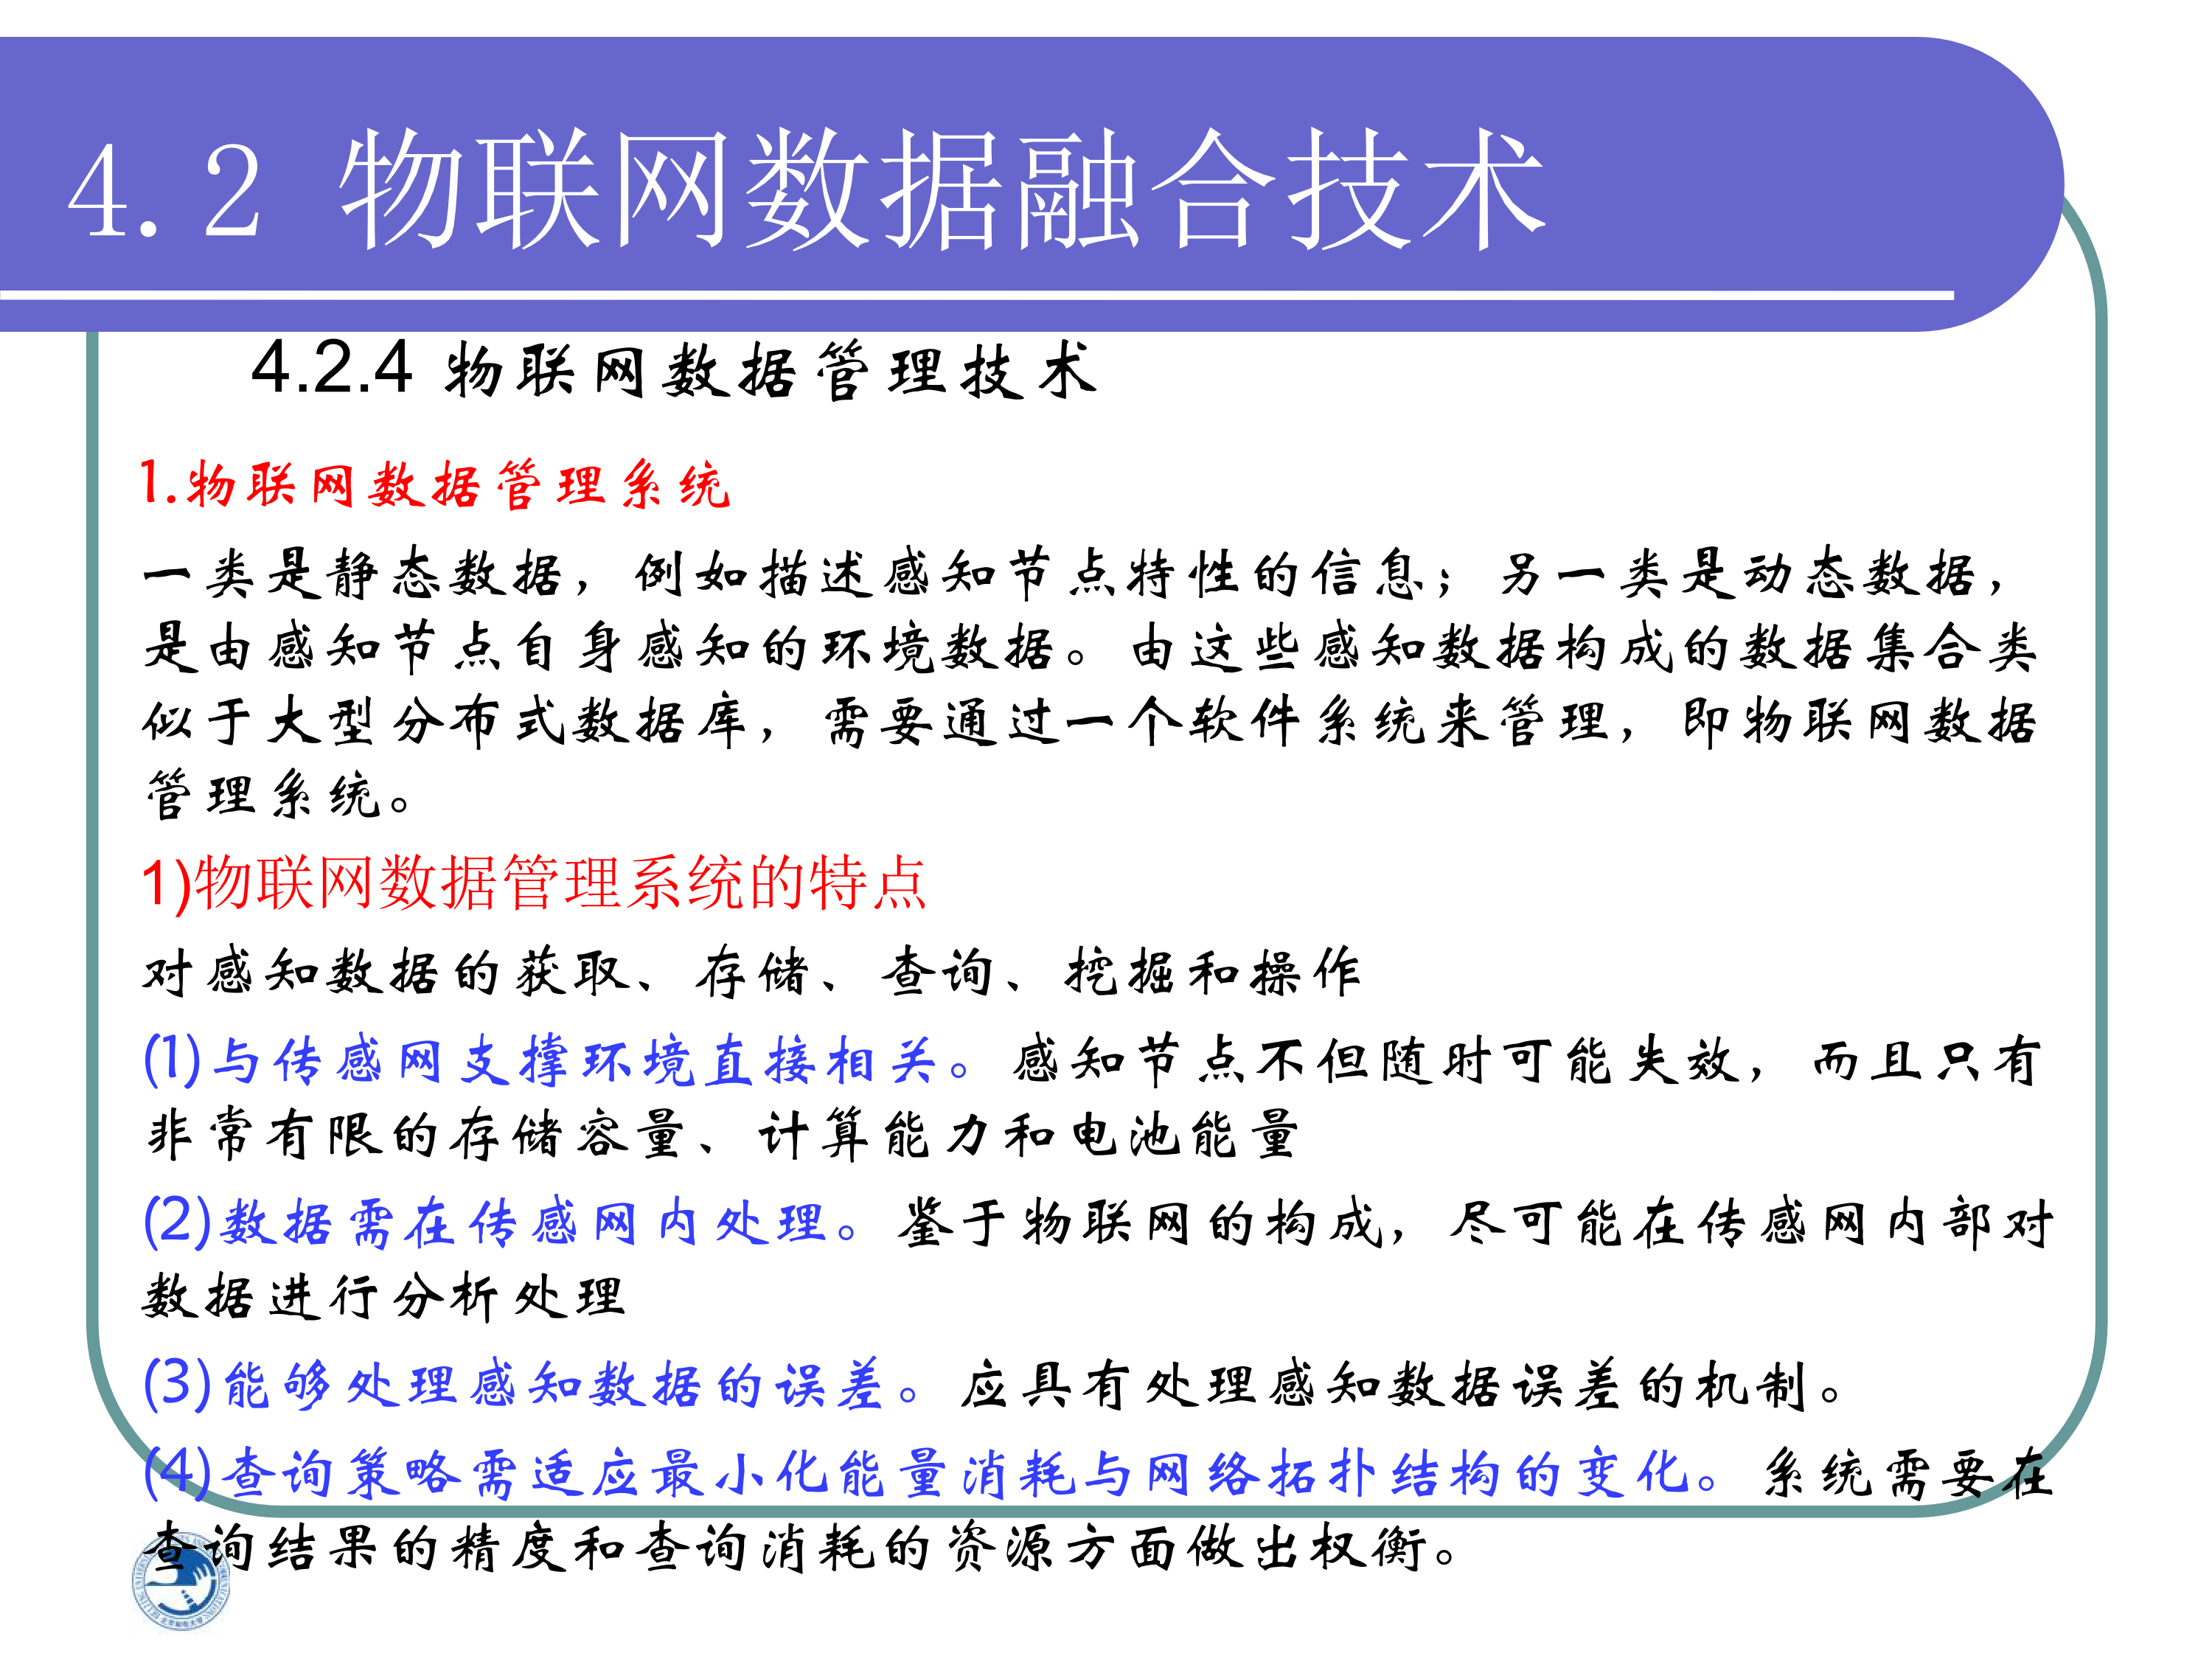 4.2 物联网数据融合技术
4.2.4 物联网数据管理技术
1.物联网数据管理系统
一类是静态数据，例如描述感知节点特性的信息；另一类是动态数据，
是由感知节点自身感知的环境数据。由这些感知数据构成的数据集合类
似于大型分布式数据库，需要通过一个软件系统来管理，即物联网数据
管理系统。
1)物联网数据管理系统的特点
对感知数据的获取、存储、查询、挖掘和操作
(1)与传感网支撑环境直接相关。感知节点不但随时可能失效，而且只有
非常有限的存储容量、计算能力和电池能量
(2)数据需在传感网内处理。鉴于物联网的构成，尽可能在传感网内部对
数据进行分析处理
(3)能够处理感知数据的误差。应具有处理感知数据误差的机制。
(4)查询策略需适应最小化能量消耗与网络拓扑结构的变化。系统需要在
查询结果的精度和查询消耗的资源方面做出权衡。